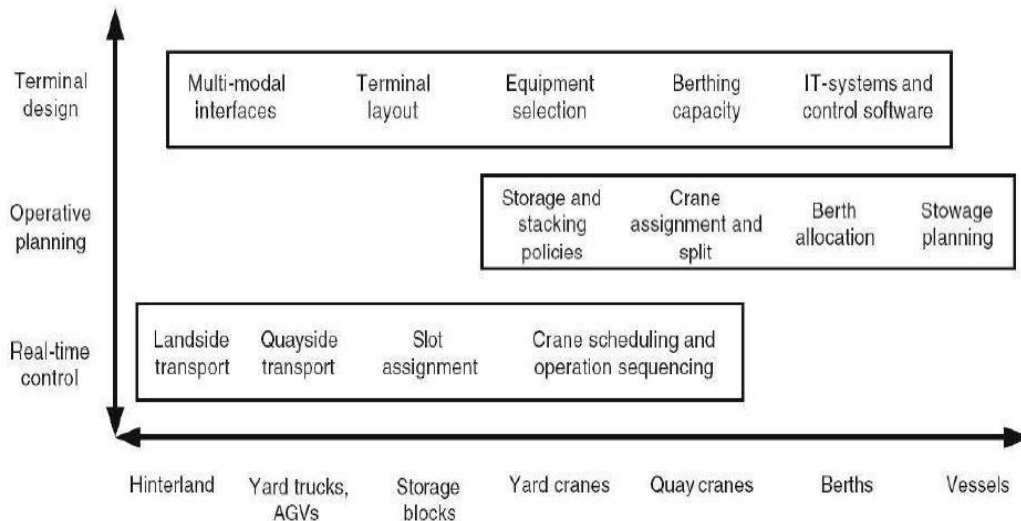 Terminal
design
Multi-modal
interfaces
Terminal
layout
Equipment
selection
Berthing
capacity
IT-systems and
control software
Operative
planning
Storage and
stacking
policies
Crane
assignment and
split
Berth
allocation
Stowage
planning
Real-time
control
Landside
transport
Quayside
transport
Slot
assignment
Crane scheduling and
operation sequencing
Hinterland
Yard trucks,
AGVs
Storage
blocks
Yard cranes
Quay cranes
Berths
Vessels